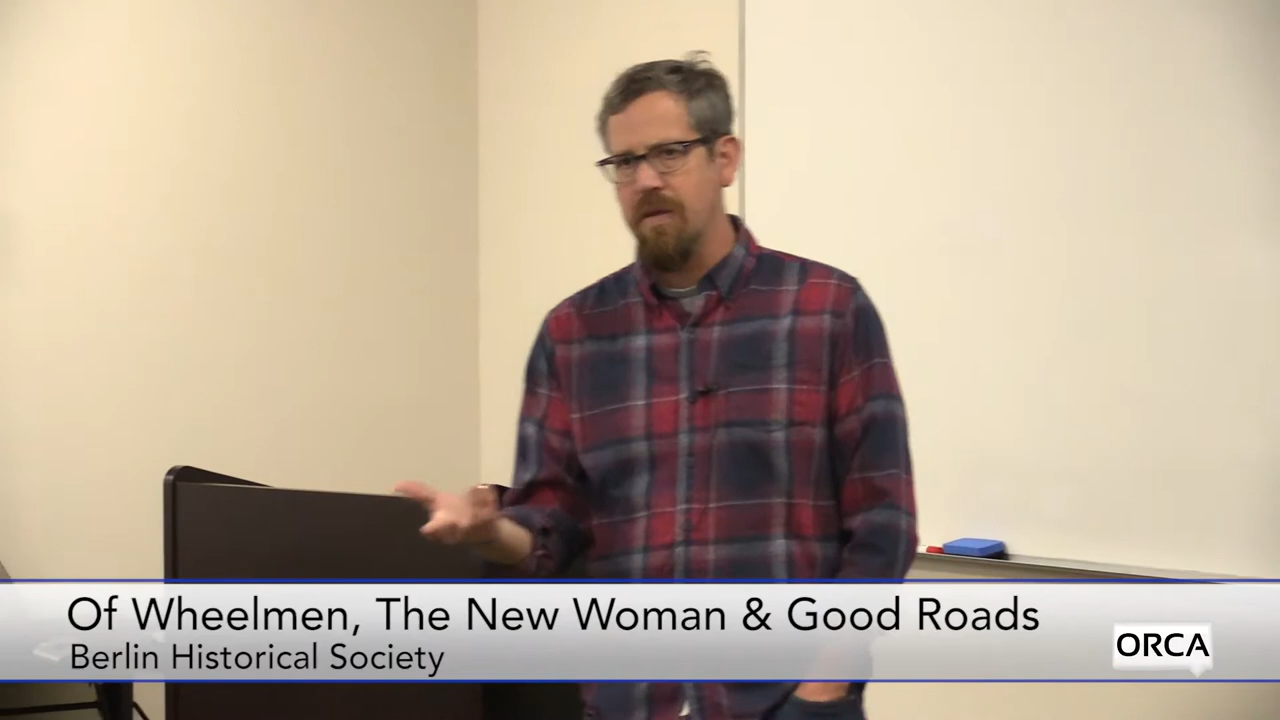 Of Wheelmen, The New Woman & Good Roads
Berlin Historical Society
ORCA